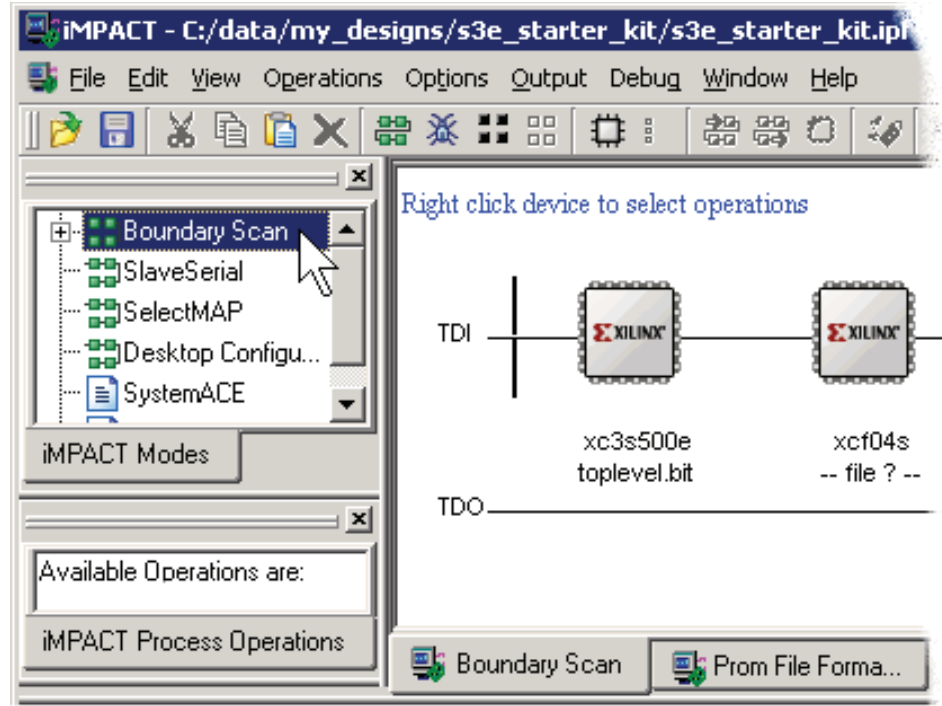 iMPACT - C:/data/my_designs/s3e_starter_kit/s3e_starter_kit.ipf
File Edit View Operations Options Output Debug Window Help
Boundary Scan
SlaveSerial
SelectMAP
Desktop Configu...
SystemACE
iMPACT Modes
Available Operations are:
iMPACT Process Operations
Right click device to select operations
TDI
XILINX
XILINX
xc3s500e
toplevel.bit
xcf04s
-- file ? --
TDO
Boundary Scan
Prom File Forma...